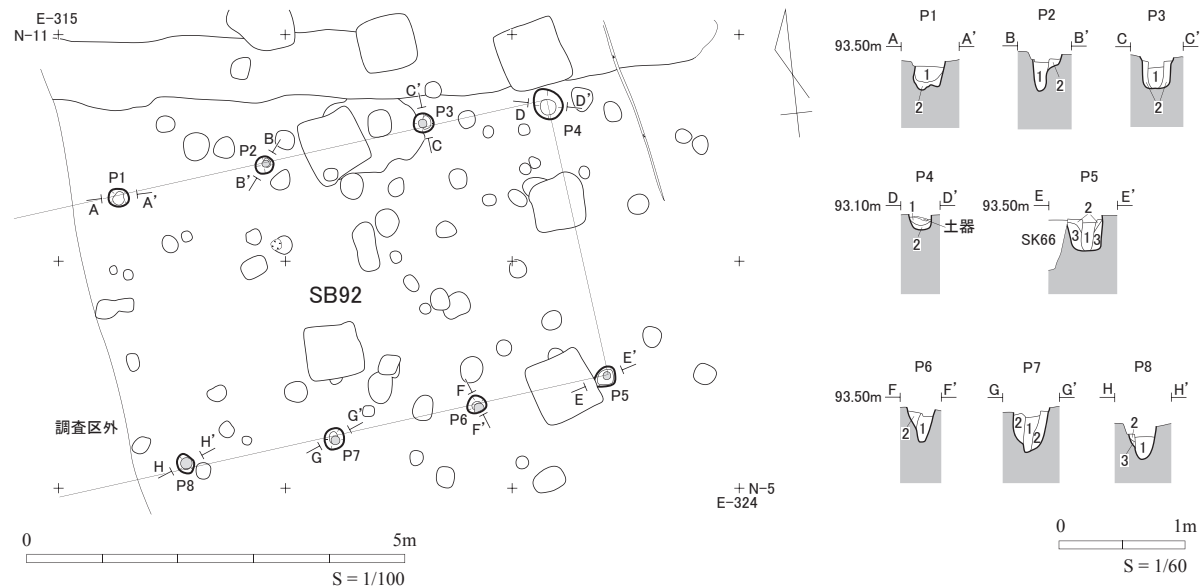 E-315
N-11
P1
A
A'
P2
B
B'
P3
C'
C
D
D'
P4
SB92
調査区外
H
H'
P8
G
G'
P7
F
F'
P6
E
E'
P5
N-5
E-324
0 5m
S = 1/100
P1
A A'
93.50m
1
2
P2
B B'
1
2
P3
C C'
1
2
P4
D D'
93.10m
1
土器
2
P5
E E'
93.50m
2
SK66
3 1 3
P6
F F'
93.50m
2 1
P7
G G'
2 1 2
P8
H H'
2
1
3
0 1m
S = 1/60